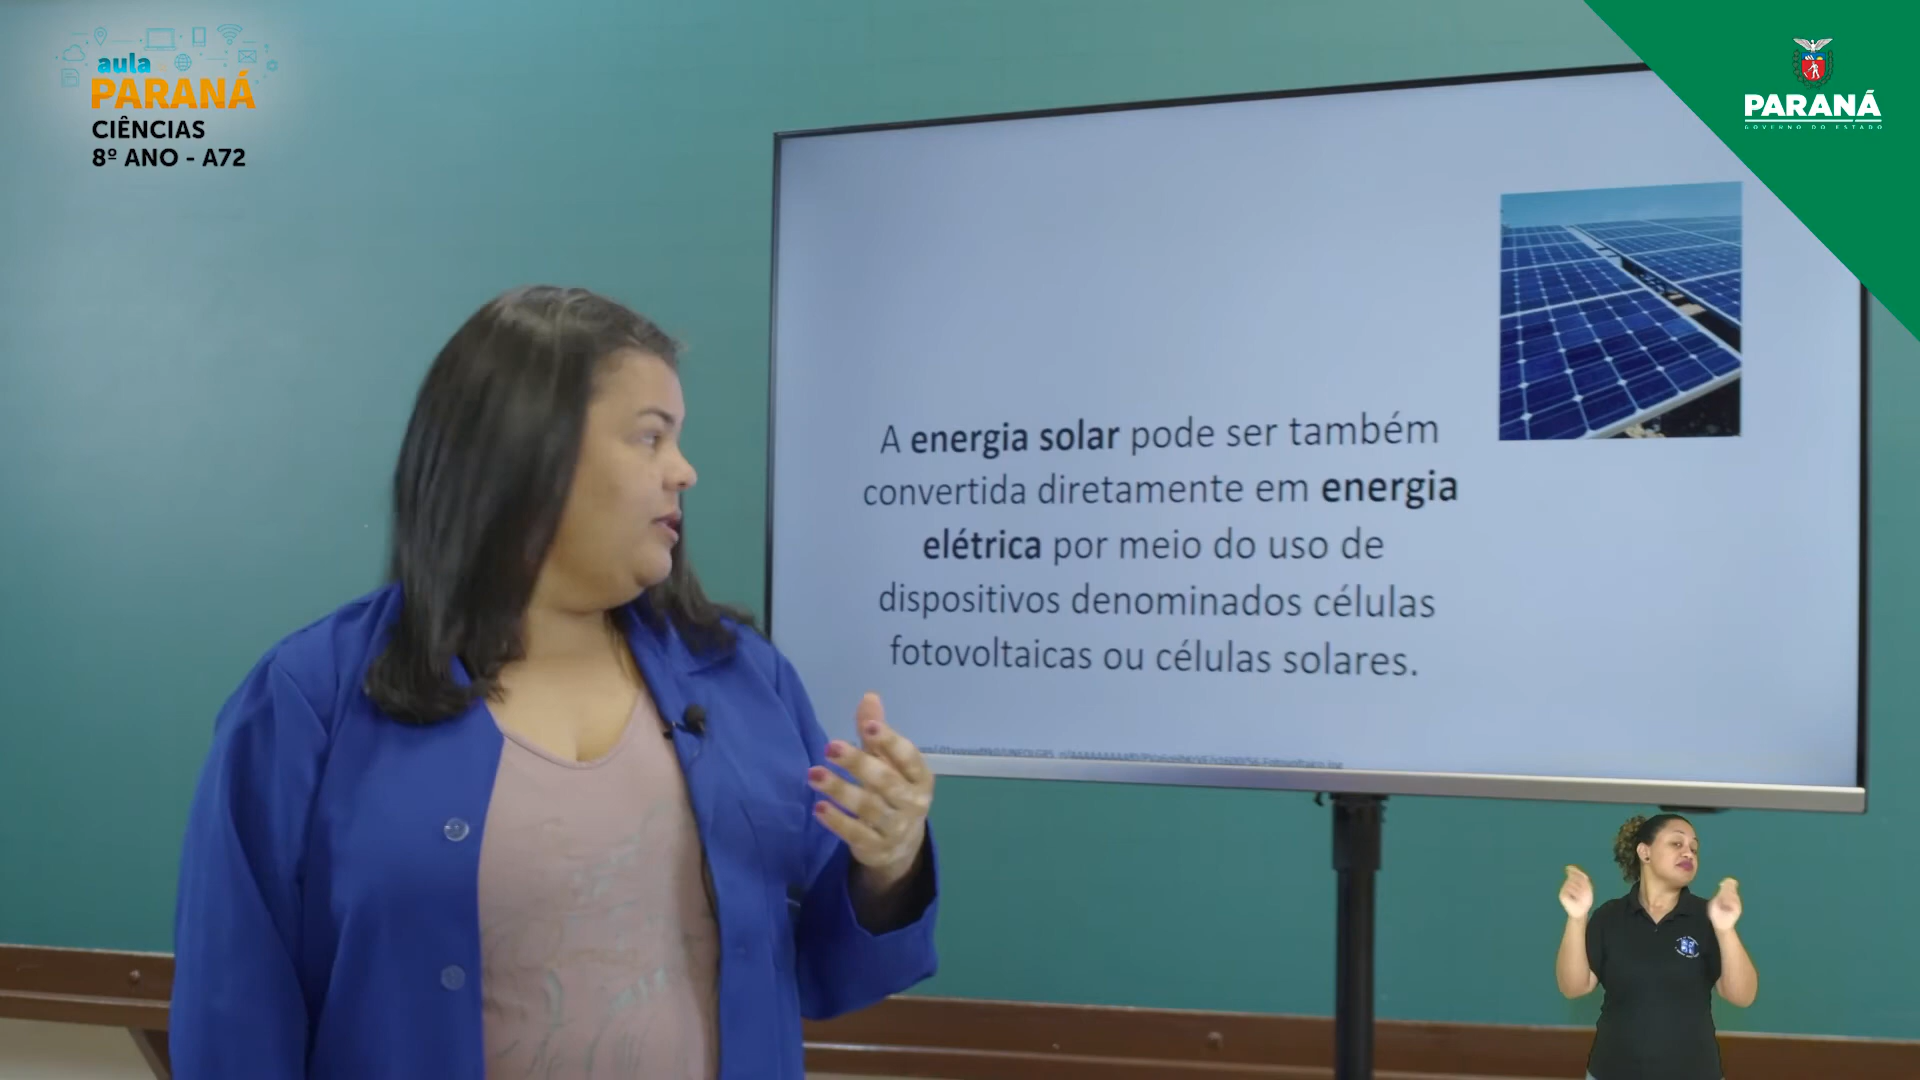 aula
PARANÁ
CIÊNCIAS
8º ANO - A72
PARANÁ
GOVERNO DO ESTADO
A energia solar pode ser também
convertida diretamente em energia
elétrica por meio do uso de
dispositivos denominados células
fotovoltaicas ou células solares.